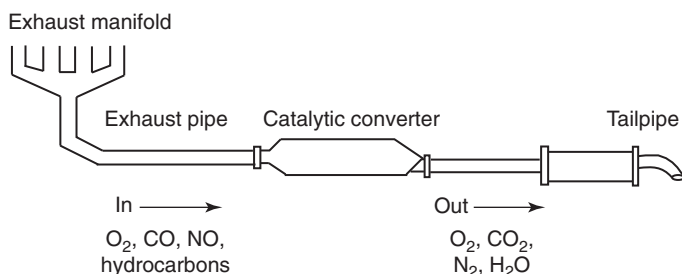 Exhaust manifold
Exhaust pipe
Catalytic converter
Tailpipe
In
O₂, CO, NO,
hydrocarbons
Out
O₂, CO₂,
N₂, H₂O